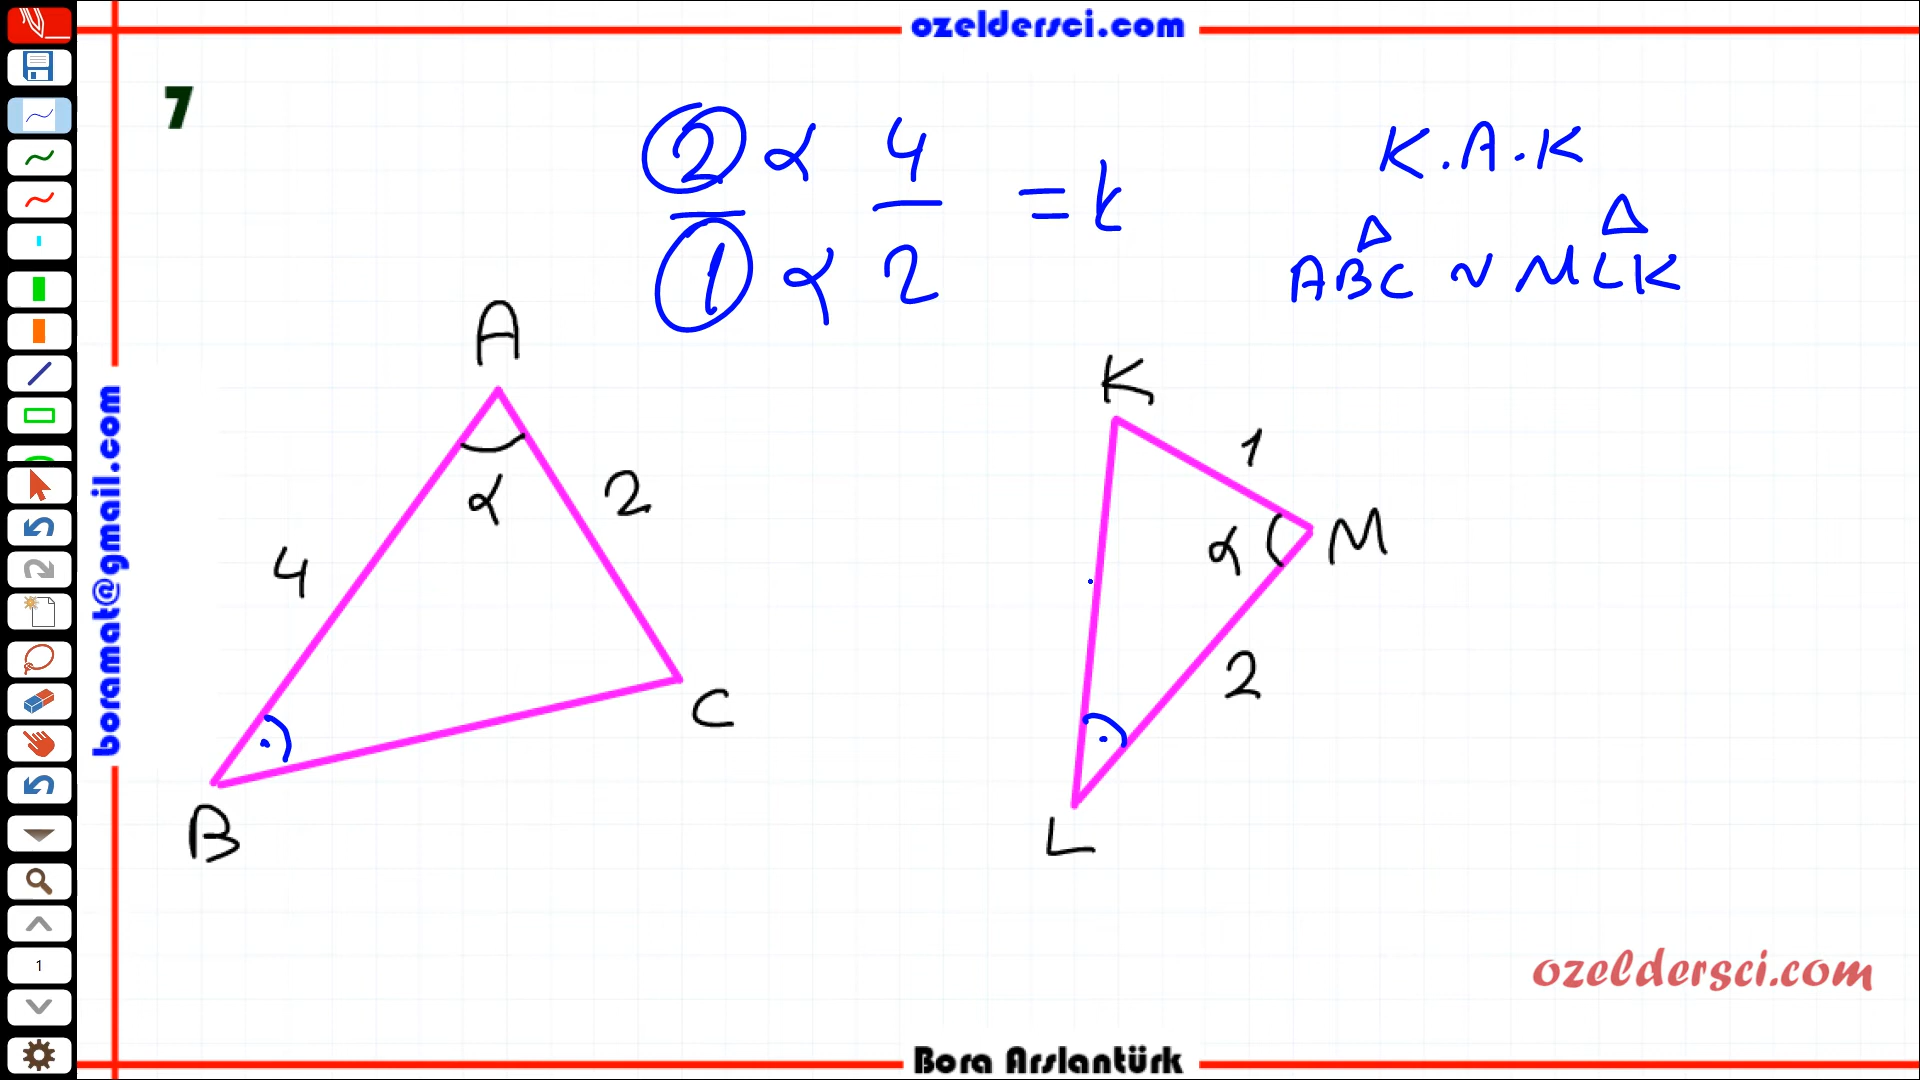 ozeldersci.com
7
2 α 4
1 α 2
= k
K.A.K
ABC ~ MLK
boramat@gmail.com
A
α
2
4
B
C
K
1
α
M
2
L
1
ozeldersci.com
Bora Arslantürk